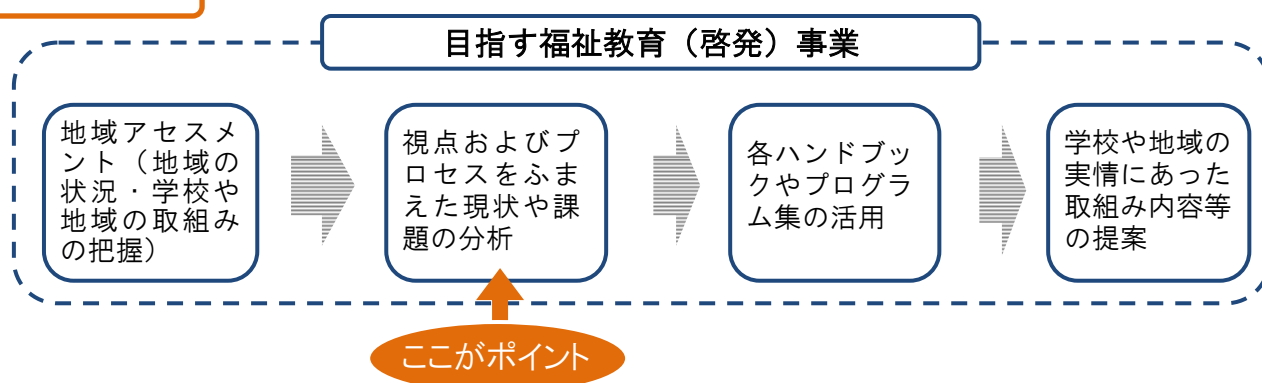 目指す福祉教育（啓発）事業
地域アセスメ
ント（地域の
状況・学校や
地域の取組み
の把握）
視点およびプ
ロセスをふま
えた現状や課
題の分析
各ハンドブッ
クやプログラ
ム集の活用
学校や地域の
実情にあった
取組み内容等
の提案
ここがポイント